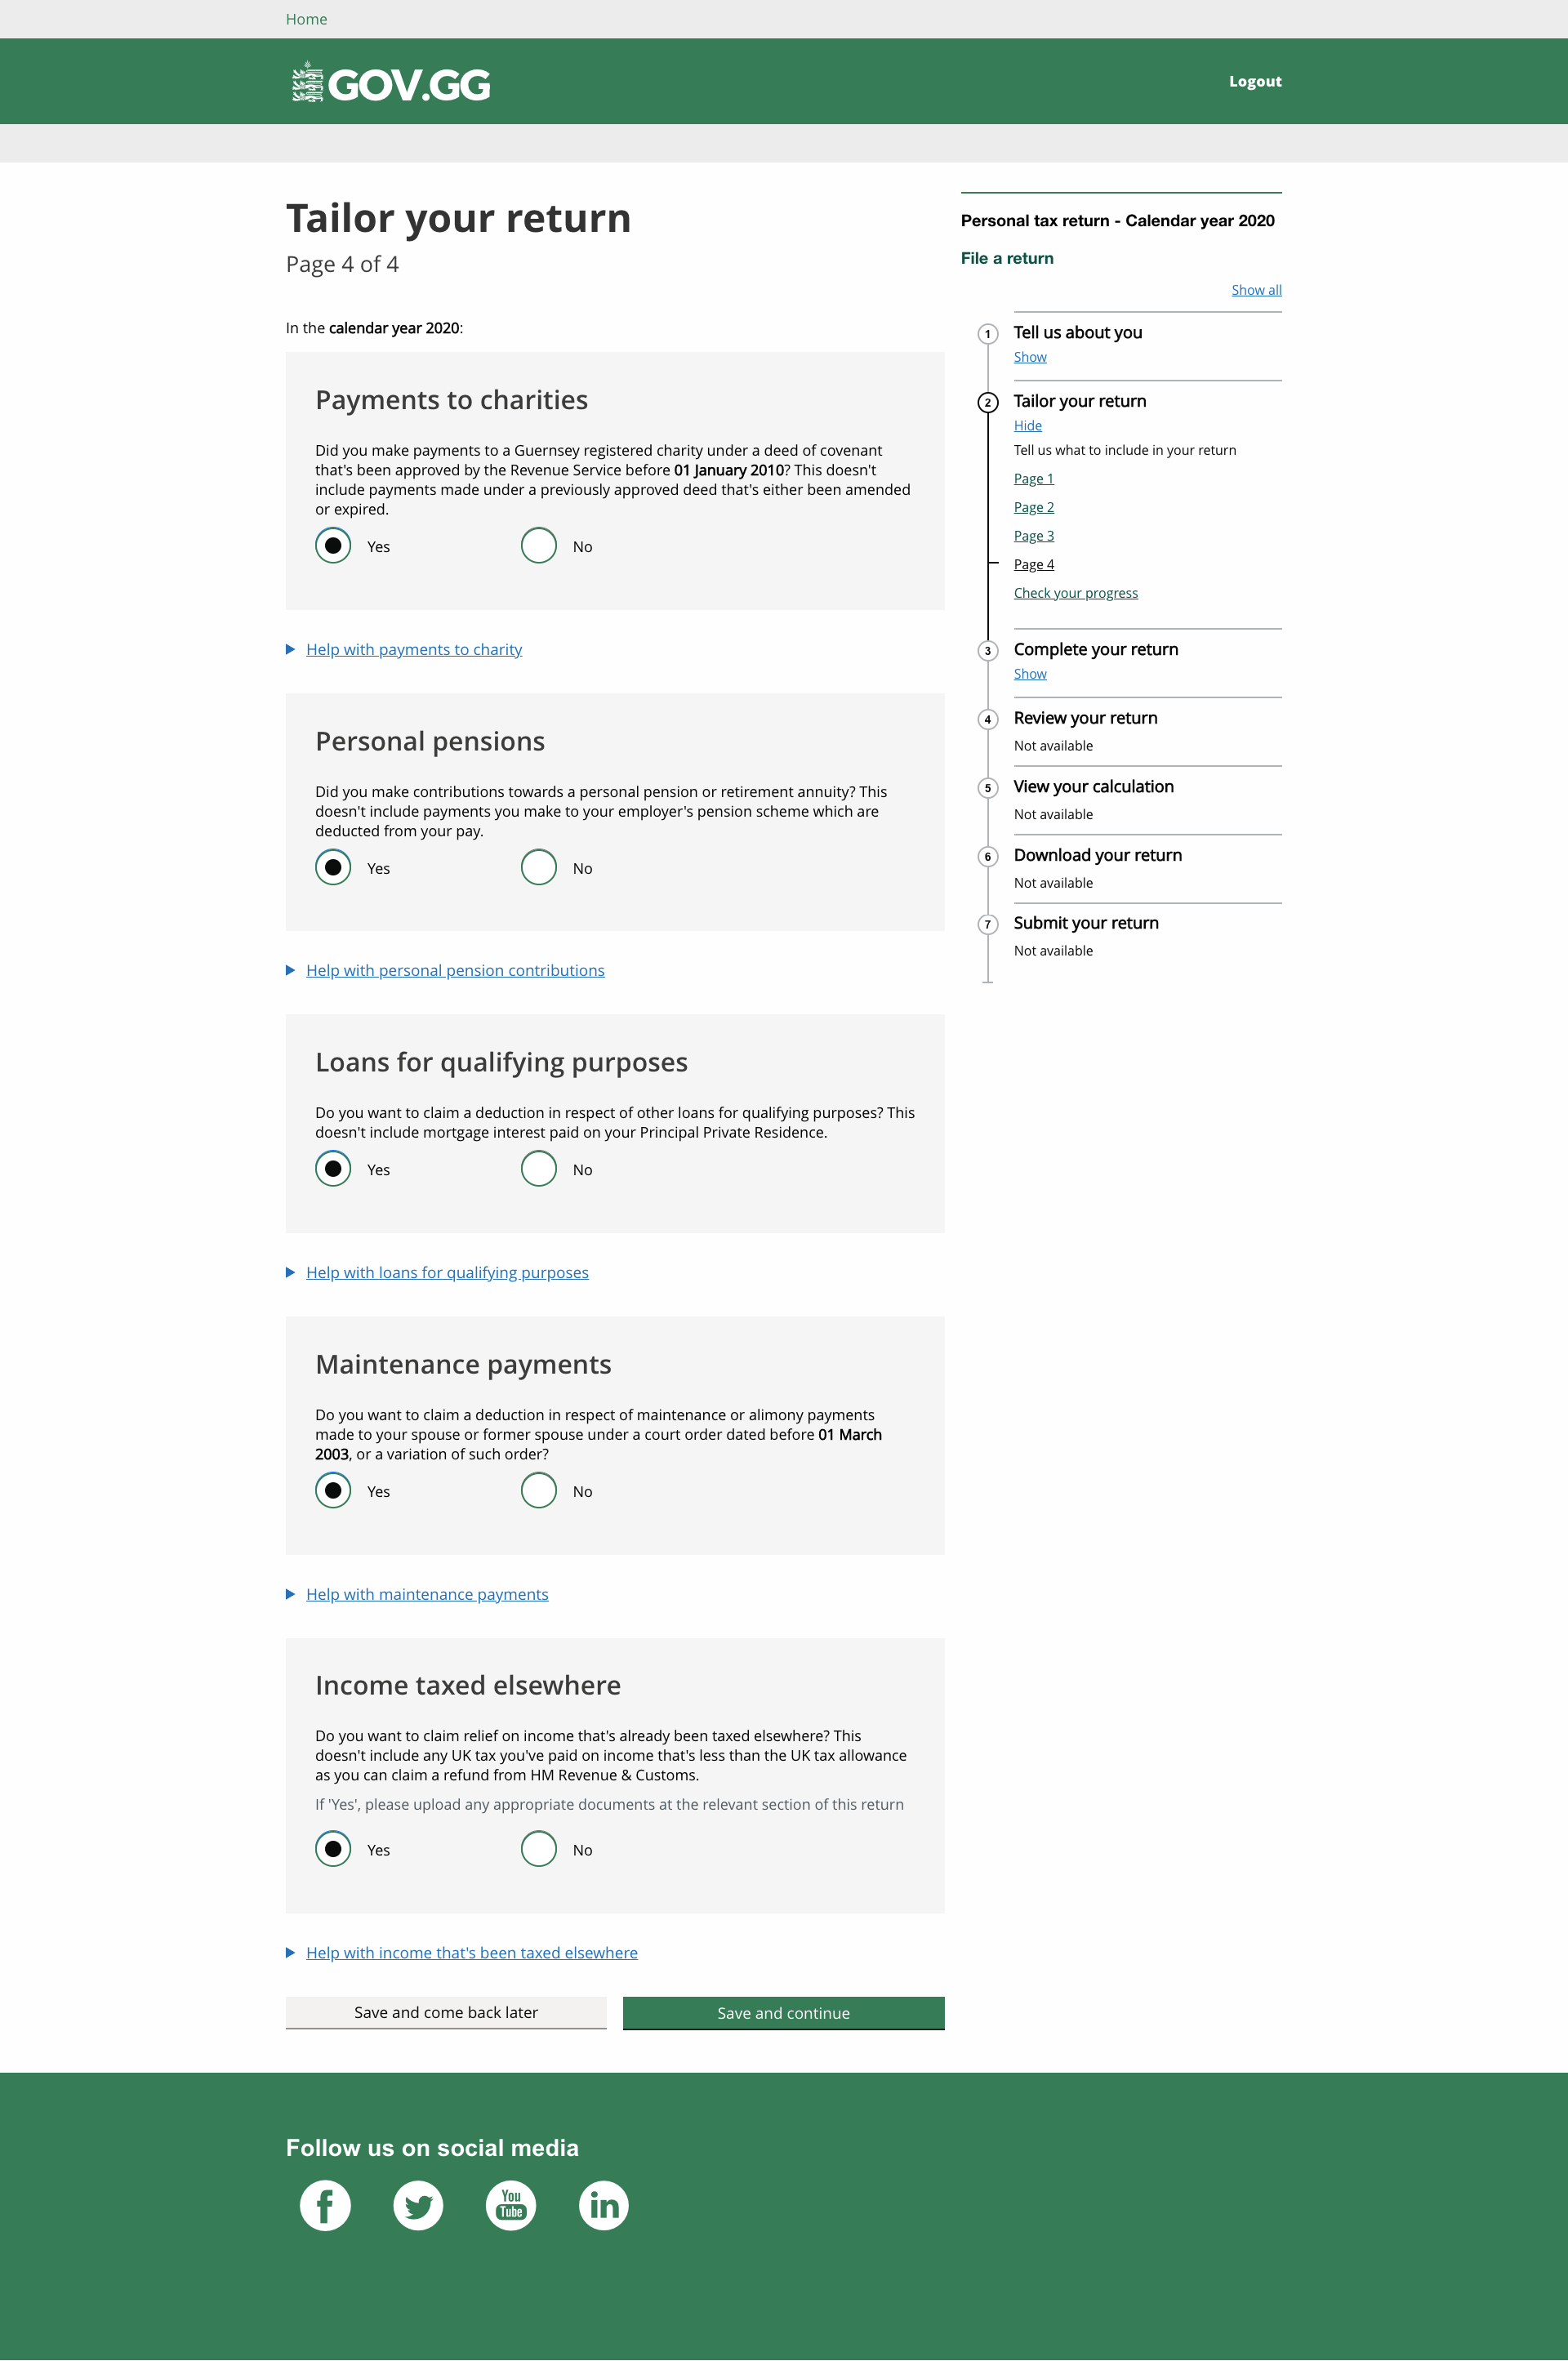 Home
GOV.GG
Logout
Tailor your return
Page 4 of 4
In the calendar year 2020:
Payments to charities
Did you make payments to a Guernsey registered charity under a deed of covenant
that's been approved by the Revenue Service before 01 January 2010? This doesn't
include payments made under a previously approved deed that's either been amended
or expired.
Yes No
Help with payments to charity
Personal pensions
Did you make contributions towards a personal pension or retirement annuity? This
doesn't include payments you make to your employer's pension scheme which are
deducted from your pay.
Yes No
Help with personal pension contributions
Loans for qualifying purposes
Do you want to claim a deduction in respect of other loans for qualifying purposes? This
doesn't include mortgage interest paid on your Principal Private Residence.
Yes No
Help with loans for qualifying purposes
Maintenance payments
Do you want to claim a deduction in respect of maintenance or alimony payments
made to your spouse or former spouse under a court order dated before 01 March
2003, or a variation of such order?
Yes No
Help with maintenance payments
Income taxed elsewhere
Do you want to claim relief on income that's already been taxed elsewhere? This
doesn't include any UK tax you've paid on income that's less than the UK tax allowance
as you can claim a refund from HM Revenue & Customs.
If 'Yes', please upload any appropriate documents at the relevant section of this return
Yes No
Help with income that's been taxed elsewhere
Save and come back later
Save and continue
Personal tax return - Calendar year 2020
File a return
Show all
1 Tell us about you
Show
2 Tailor your return
Hide
Tell us what to include in your return
Page 1
Page 2
Page 3
Page 4
Check your progress
3 Complete your return
Show
4 Review your return
Not available
5 View your calculation
Not available
6 Download your return
Not available
7 Submit your return
Not available
Follow us on social media
f
You
Tube
in